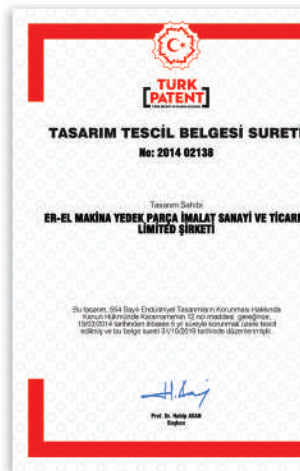 TURK
PATENT
TASARIM TESCİL BELGESİ SURETİ
No: 2014 02138
Tasarım Sahibi
ER-EL MAKİNA YEDEK PARÇA İMALAT SANAYİ VE TİCARE
LİMİTED ŞİRKETİ
Bu tasarım, 554 Sayılı Endüstriyel Tasarımların Korunması Hakkında
Kanun Hükmünde Kararnamenin 12 nci maddesi gereğince,
19/03/2014 tarihinden itibaren 5 yıl süreyle korunmak üzere tescil
edilmiş ve bu belge sureti 31/10/2019 tarihinde düzenlenmiştir.
Prof. Dr. Habip ASAN
Başkan